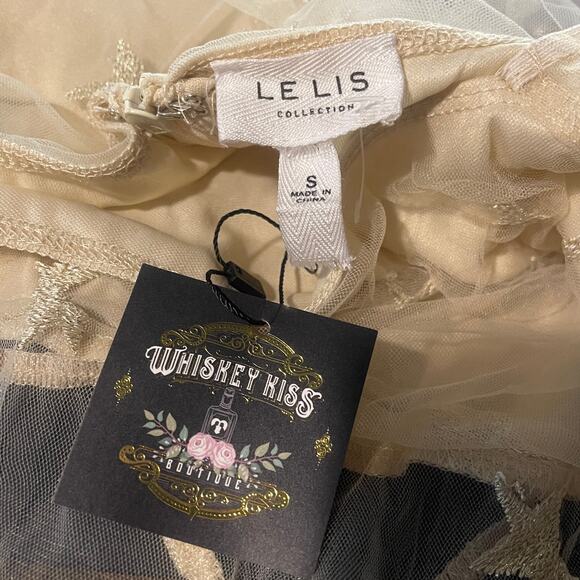 LE LIS
COLLECTION
S
MADE IN
CHINA
WHISKEY KISS
BOUTIQUE